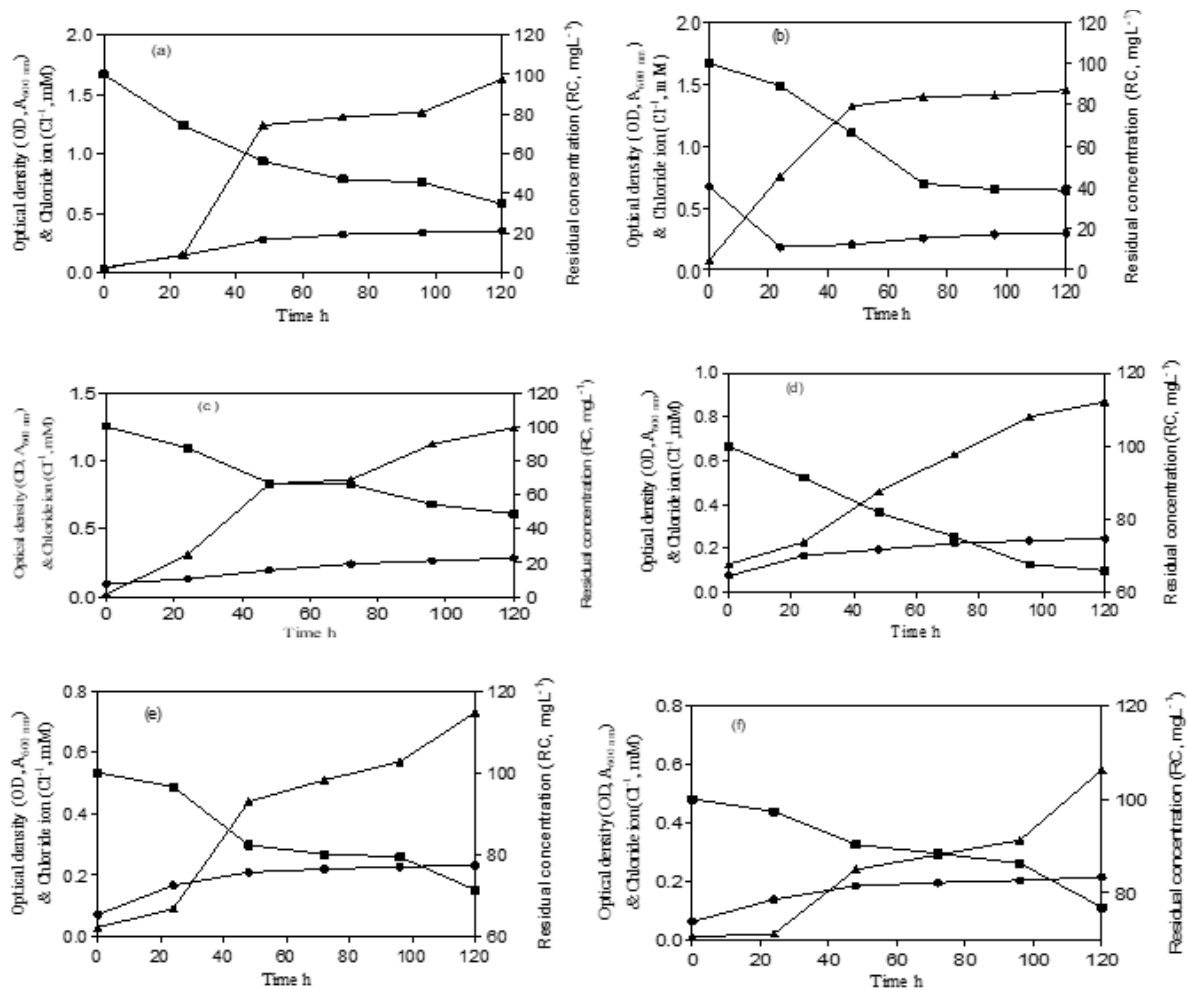 (a)
2.0
1.5
1.0
0.5
0.0
120
100
80
60
40
20
0
0 20 40 60 80 100 120
Time h
Optical density (OD, A600 nm)
& Chloride ion (Cl-1, mM)
Residual concentration (RC, mgL-1)
(b)
2.0
1.5
1.0
0.5
0.0
120
100
80
60
40
20
0
0 20 40 60 80 100 120
Time h
Optical density (OD, A600 nm)
& Chloride ion (Cl-1, mM)
Residual concentration (RC, mgL-1)
(c)
1.5
1.0
0.5
0.0
120
100
80
60
40
20
0
0 20 40 60 80 100 120
Time h
Optical density (OD, A600 nm)
& Chloride ion (Cl-1, mM)
Residual concentration (RC, mgL-1)
(d)
1.0
0.8
0.6
0.4
0.2
0.0
120
100
80
60
0 20 40 60 80 100 120
Time h
Optical density (OD, A600 nm)
& Chloride ion (Cl-1, mM)
Residual concentration (RC, mgL-1)
(e)
0.8
0.6
0.4
0.2
0.0
120
100
80
60
0 20 40 60 80 100 120
Time h
Optical density (OD, A600 nm)
& Chloride ion (Cl-1, mM)
Residual concentration (RC, mgL-1)
(f)
0.8
0.6
0.4
0.2
0.0
120
100
80
0 20 40 60 80 100 120
Time h
Optical density (OD, A600 nm)
& Chloride ion (Cl-1, mM)
Residual concentration (RC, mgL-1)